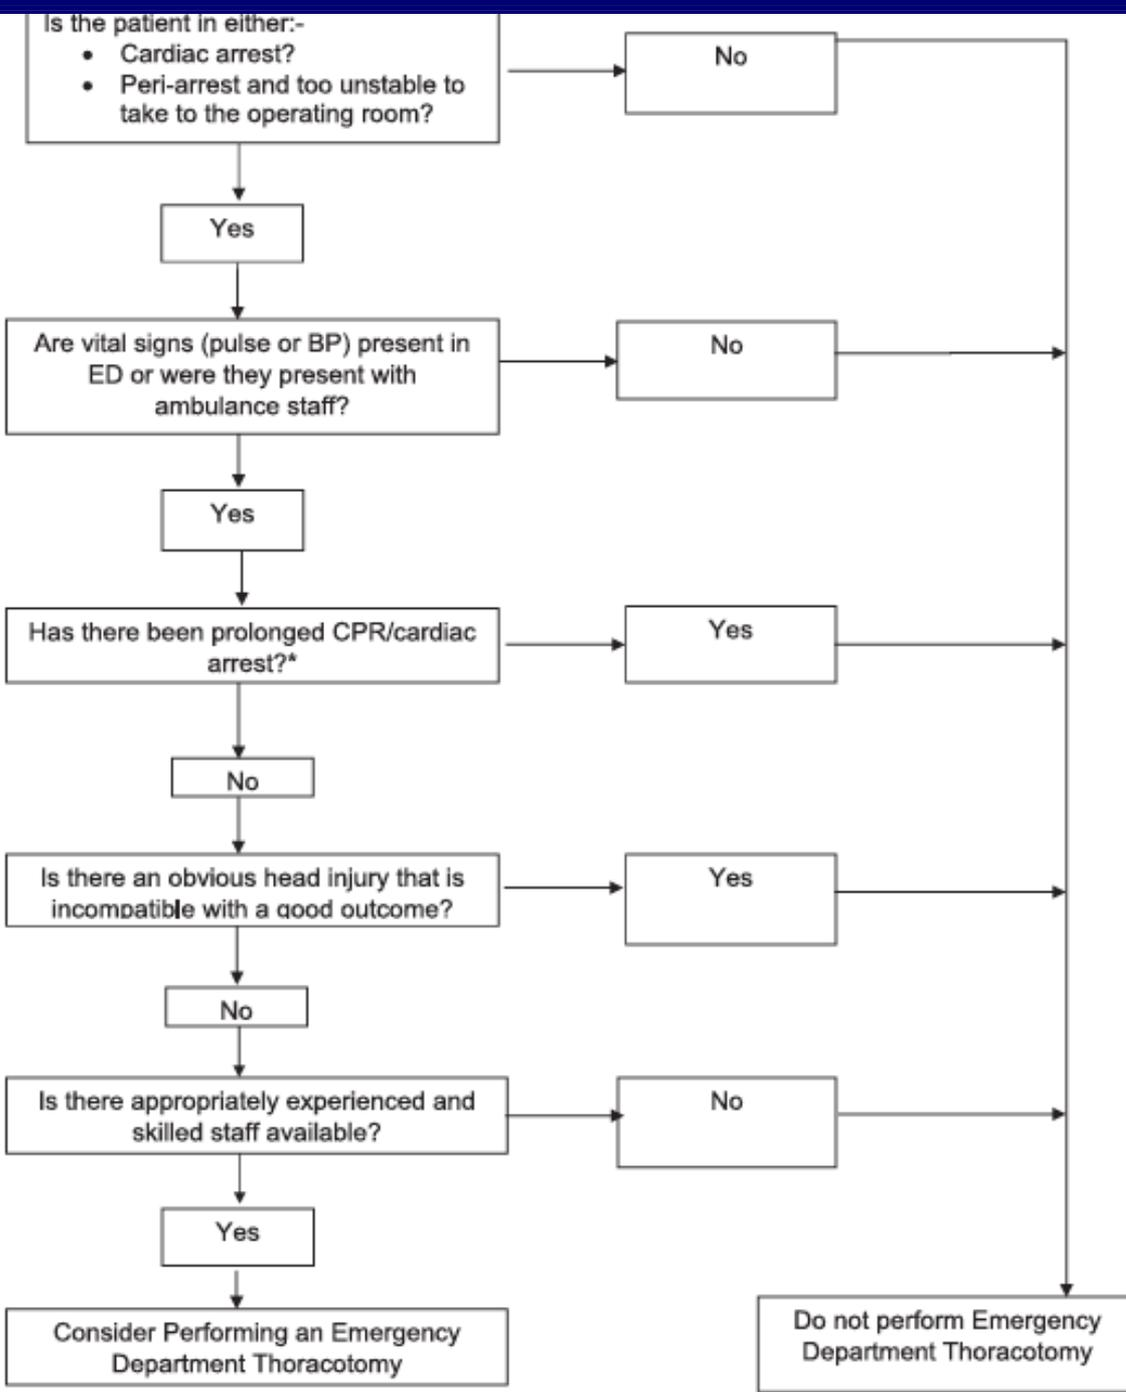 Is the patient in either:-
• Cardiac arrest?
• Peri-arrest and too unstable to
take to the operating room?
No
Yes
Are vital signs (pulse or BP) present in
ED or were they present with
ambulance staff?
No
Yes
Has there been prolonged CPR/cardiac
arrest?*
Yes
No
Is there an obvious head injury that is
incompatible with a good outcome?
Yes
No
Is there appropriately experienced and
skilled staff available?
No
Yes
Consider Performing an Emergency
Department Thoracotomy
Do not perform Emergency
Department Thoracotomy